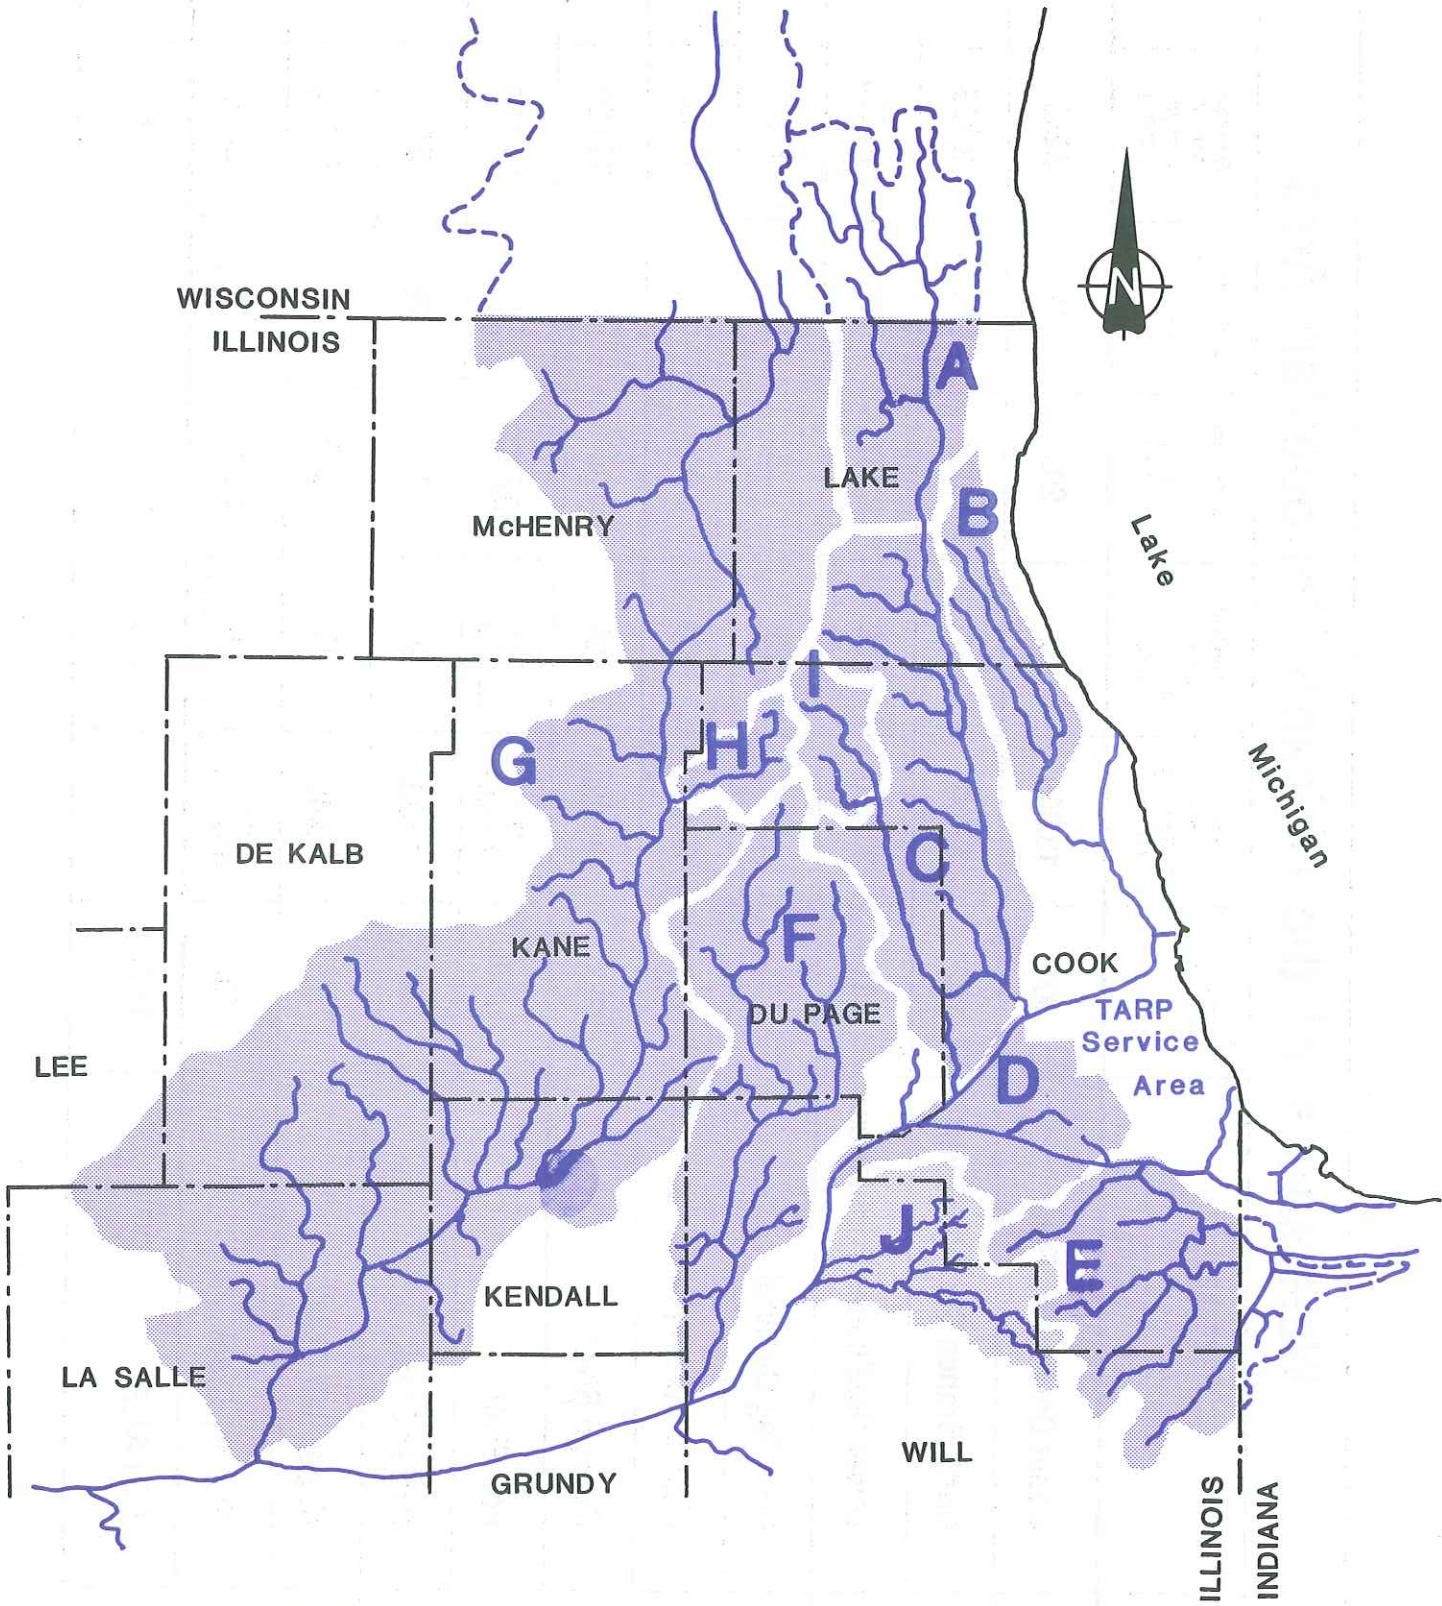 WISCONSIN
ILLINOIS
N
A
LAKE
B
McHENRY
Lake
I
H
G
Michigan
DE KALB
C
F
KANE
COOK
DU PAGE
TARP
Service
Area
LEE
D
J
E
KENDALL
LA SALLE
WILL
GRUNDY
ILLINOIS
INDIANA